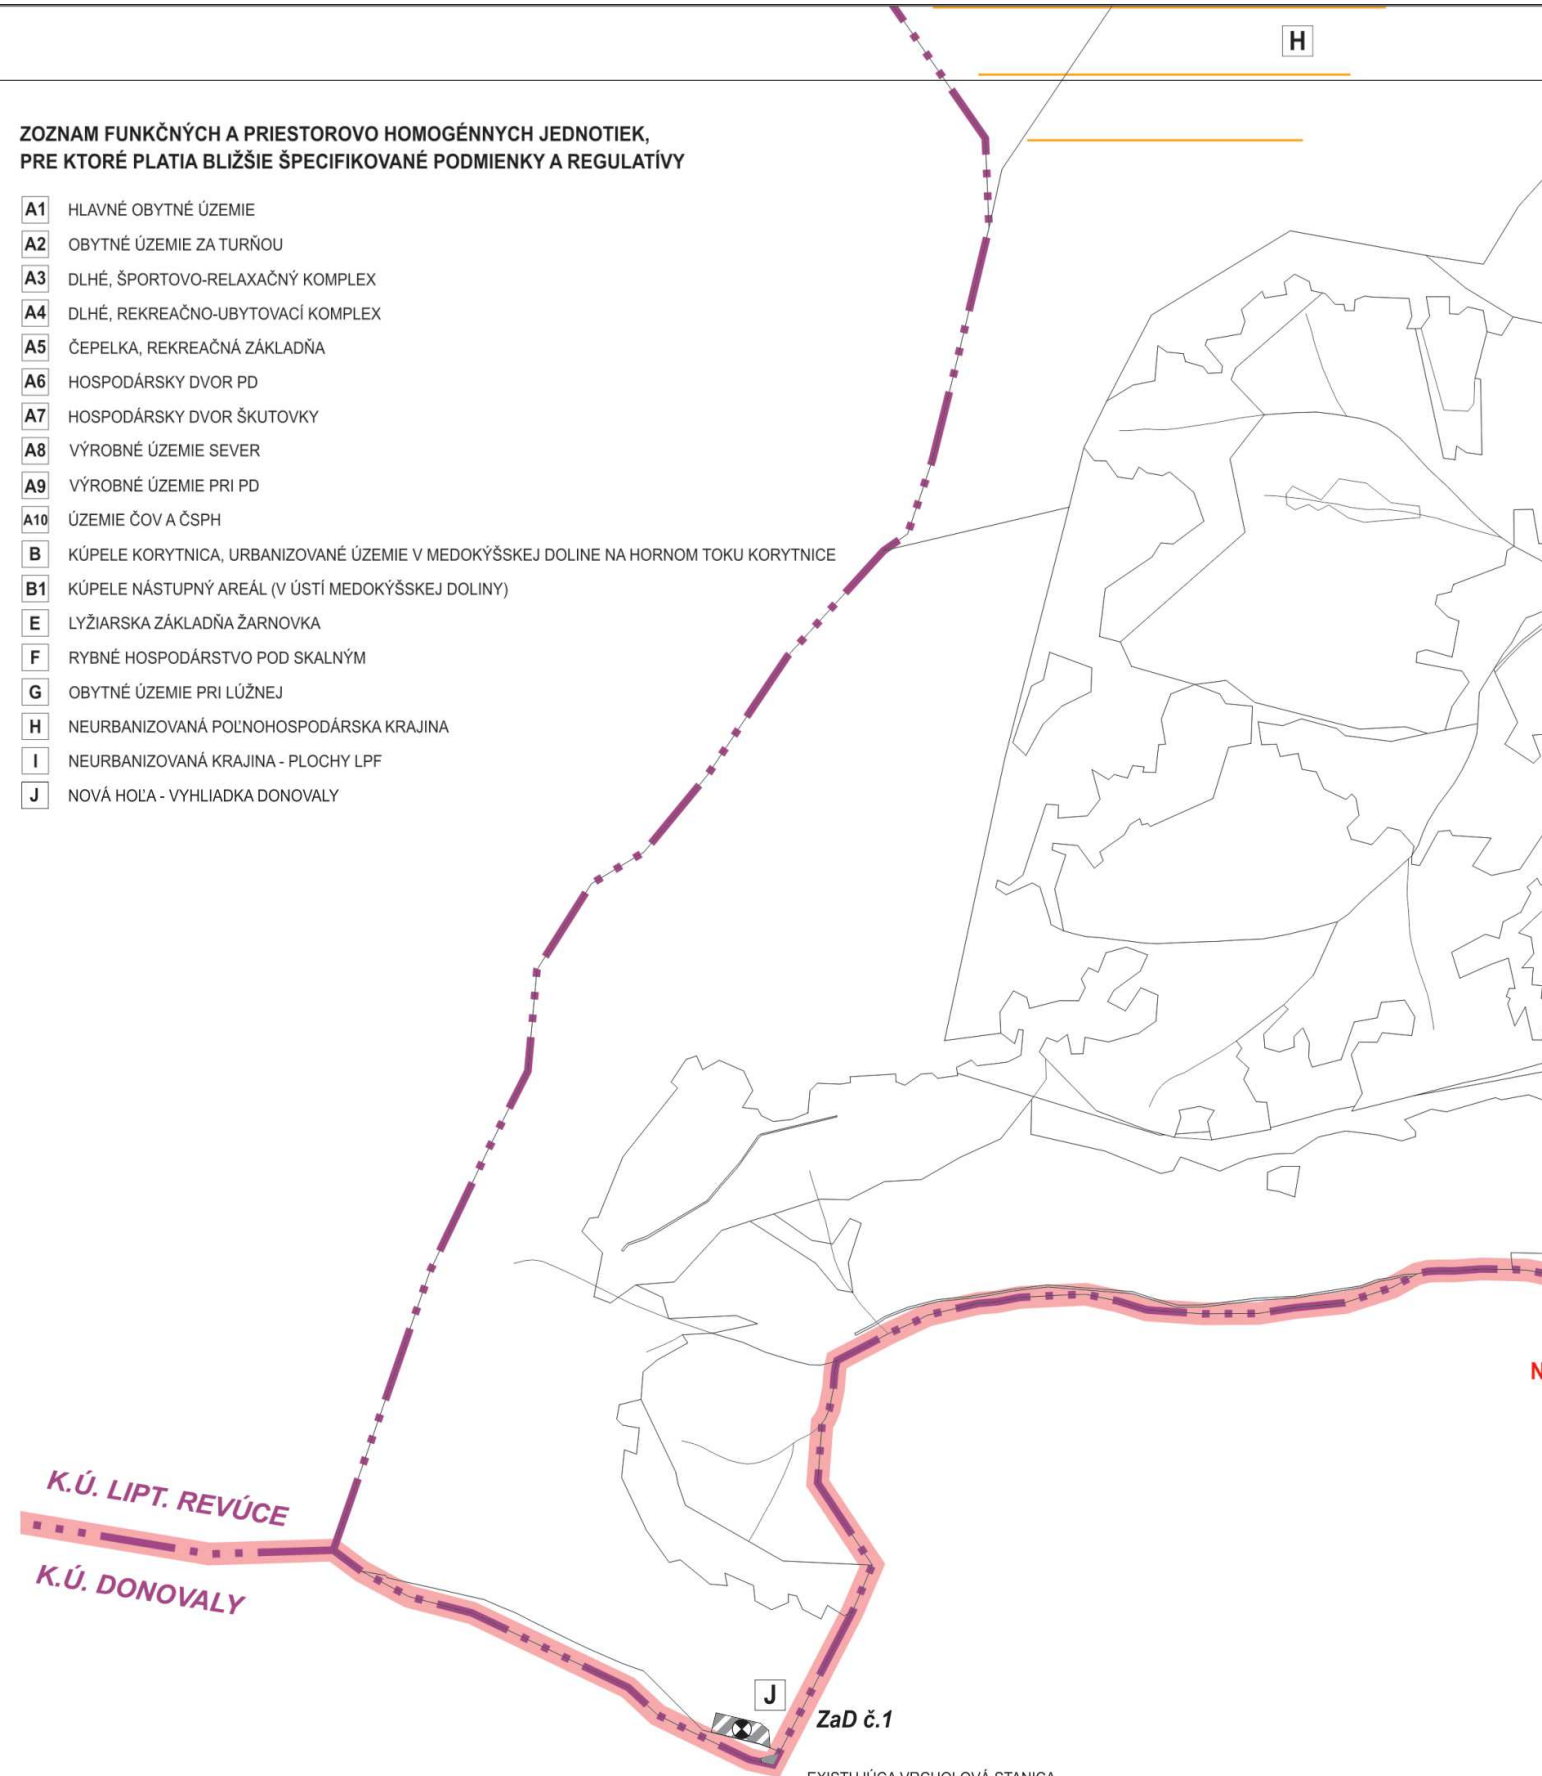 H
ZOZNAM FUNKČNÝCH A PRIESTOROVO HOMOGÉNNYCH JEDNOTIEK,
PRE KTORÉ PLATIA BLIŽŠIE ŠPECIFIKOVANÉ PODMIENKY A REGULATÍVY
A1 HLAVNÉ OBYTNÉ ÚZEMIE
A2 OBYTNÉ ÚZEMIE ZA TURŇOU
A3 DLHÉ, ŠPORTOVO-RELAXAČNÝ KOMPLEX
A4 DLHÉ, REKREAČNO-UBYTOVACÍ KOMPLEX
A5 ČEPELKA, REKREAČNÁ ZÁKLADŇA
A6 HOSPODÁRSKY DVOR PD
A7 HOSPODÁRSKY DVOR ŠKUTOVKY
A8 VÝROBNÉ ÚZEMIE SEVER
A9 VÝROBNÉ ÚZEMIE PRI PD
A10 ÚZEMIE ČOV A ČSPH
B KÚPELE KORYTNICA, URBANIZOVANÉ ÚZEMIE V MEDOKÝŠSKEJ DOLINE NA HORNOM TOKU KORYTNICE
B1 KÚPELE NÁSTUPNÝ AREÁL (V ÚSTÍ MEDOKÝŠSKEJ DOLINY)
E LYŽIARSKA ZÁKLADŇA ŽARNOVKA
F RYBNÉ HOSPODÁRSTVO POD SKALNÝM
G OBYTNÉ ÚZEMIE PRI LÚŽNEJ
H NEURBANIZOVANÁ POĽNOHOSPODÁRSKA KRAJINA
I NEURBANIZOVANÁ KRAJINA - PLOCHY LPF
J NOVÁ HOĽA - VYHLIADKA DONOVALY
N
K.Ú. LIPT. REVÚCE
K.Ú. DONOVALY
J
ZaD č.1
EXISTUJÚCA VRCHOLOVÁ STANICA